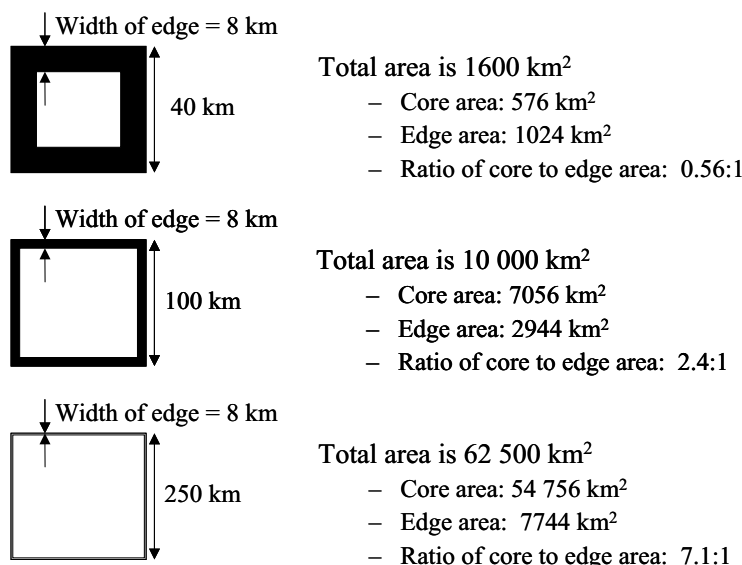 Width of edge = 8 km
40 km
Total area is 1600 km²
– Core area: 576 km²
– Edge area: 1024 km²
– Ratio of core to edge area: 0.56:1
Width of edge = 8 km
100 km
Total area is 10 000 km²
– Core area: 7056 km²
– Edge area: 2944 km²
– Ratio of core to edge area: 2.4:1
Width of edge = 8 km
250 km
Total area is 62 500 km²
– Core area: 54 756 km²
– Edge area: 7744 km²
– Ratio of core to edge area: 7.1:1